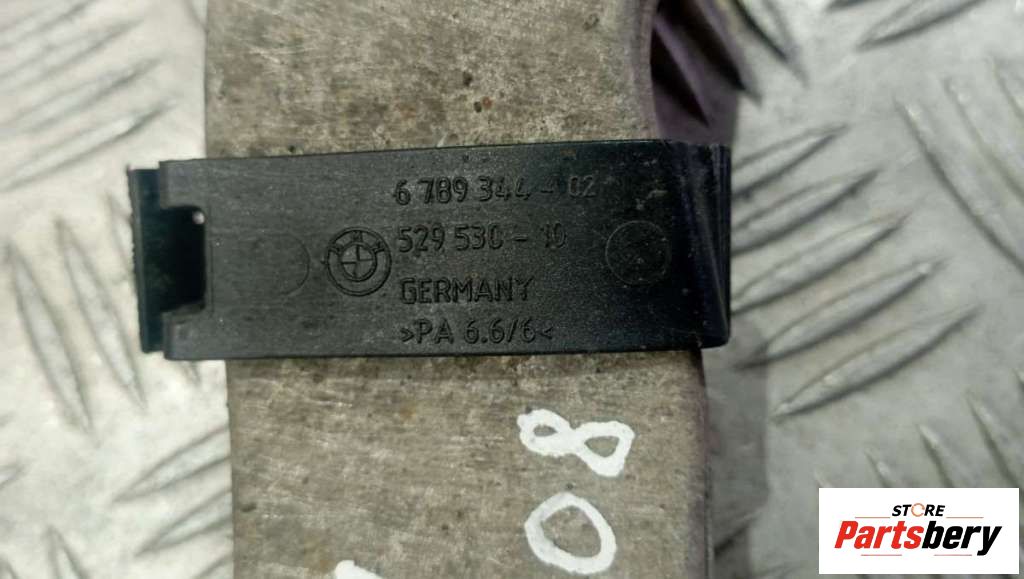 6 789 344 - 02
529 530 - 10
GERMANY
>PA 6.6/6<
08
STORE
Partsbery